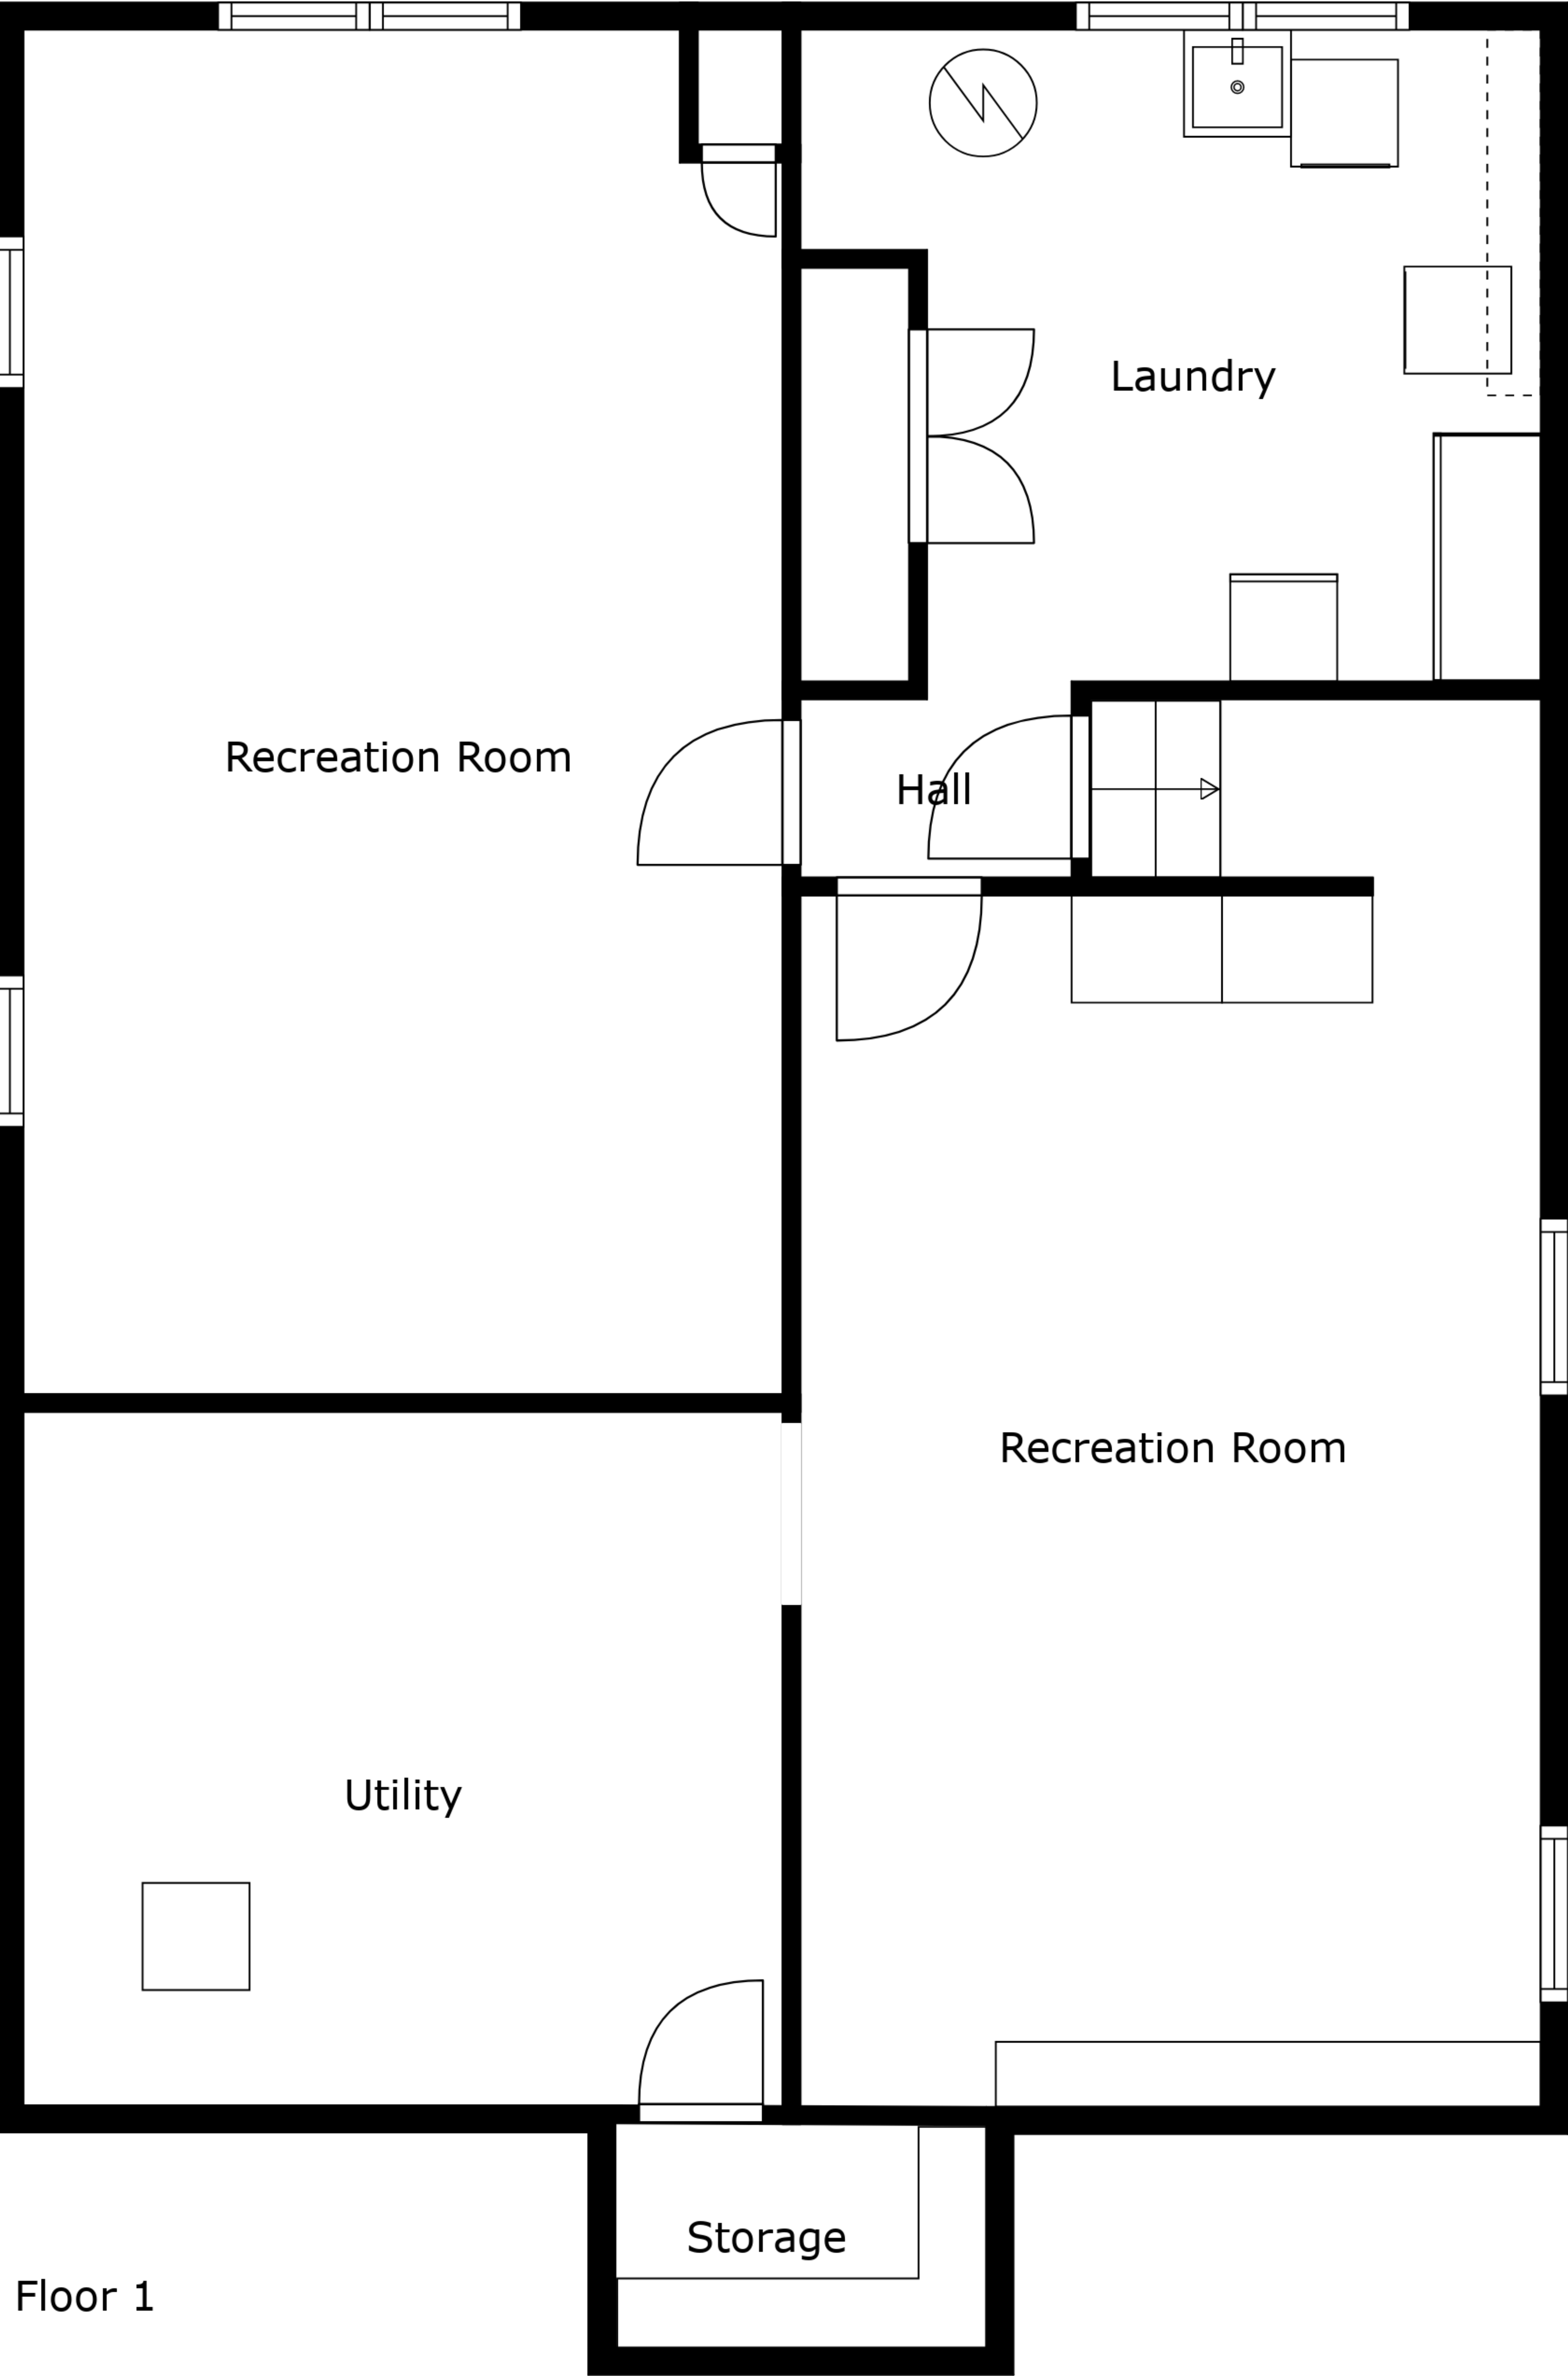 Laundry
Recreation Room
Hall
Recreation Room
Utility
Storage
Floor 1